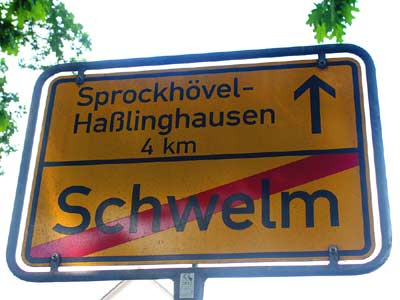 Sprockhövel-
Haßlinghausen
4 km
Schwelm